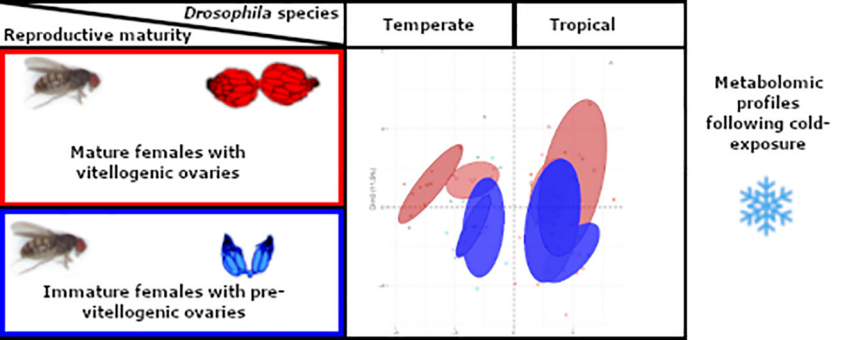 Drosophila species
Reproductive maturity
Temperate
Tropical
Mature females with
vitellogenic ovaries
Immature females with pre-
vitellogenic ovaries
Metabolomic
profiles
following cold-
exposure